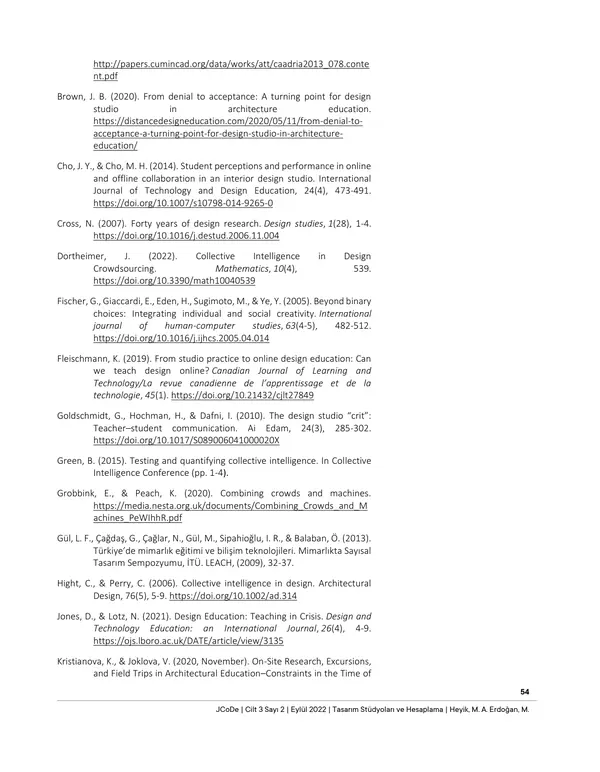 http://papers.cumincad.org/data/works/att/caadria2013_078.conte
nt.pdf
Brown, J. B. (2020). From denial to acceptance: A turning point for design
studio in architecture education.
https://distancedesigneducation.com/2020/05/11/from-denial-to-
acceptance-a-turning-point-for-design-studio-in-architecture-
education/
Cho, J. Y., & Cho, M. H. (2014). Student perceptions and performance in online
and offline collaboration in an interior design studio. International
Journal of Technology and Design Education, 24(4), 473-491.
https://doi.org/10.1007/s10798-014-9265-0
Cross, N. (2007). Forty years of design research. Design studies, 1(28), 1-4.
https://doi.org/10.1016/j.destud.2006.11.004
Dortheimer, J. (2022). Collective Intelligence in Design
Crowdsourcing. Mathematics, 10(4), 539.
https://doi.org/10.3390/math10040539
Fischer, G., Giaccardi, E., Eden, H., Sugimoto, M., & Ye, Y. (2005). Beyond binary
choices: Integrating individual and social creativity. International
journal of human-computer studies, 63(4-5), 482-512.
https://doi.org/10.1016/j.ijhcs.2005.04.014
Fleischmann, K. (2019). From studio practice to online design education: Can
we teach design online? Canadian Journal of Learning and
Technology/La revue canadienne de l’apprentissage et de la
technologie, 45(1). https://doi.org/10.21432/cjlt27849
Goldschmidt, G., Hochman, H., & Dafni, I. (2010). The design studio “crit”:
Teacher–student communication. Ai Edam, 24(3), 285-302.
https://doi.org/10.1017/S089006041000020X
Green, B. (2015). Testing and quantifying collective intelligence. In Collective
Intelligence Conference (pp. 1-4).
Grobbink, E., & Peach, K. (2020). Combining crowds and machines.
https://media.nesta.org.uk/documents/Combining_Crowds_and_M
achines_PeWIhhR.pdf
Gül, L. F., Çağdaş, G., Çağlar, N., Gül, M., Sipahioğlu, I. R., & Balaban, Ö. (2013).
Türkiye’de mimarlık eğitimi ve bilişim teknolojileri. Mimarlıkta Sayısal
Tasarım Sempozyumu, İTÜ. LEACH, (2009), 32-37.
Hight, C., & Perry, C. (2006). Collective intelligence in design. Architectural
Design, 76(5), 5-9. https://doi.org/10.1002/ad.314
Jones, D., & Lotz, N. (2021). Design Education: Teaching in Crisis. Design and
Technology Education: an International Journal, 26(4), 4-9.
https://ojs.lboro.ac.uk/DATE/article/view/3135
Kristianova, K., & Joklova, V. (2020, November). On-Site Research, Excursions,
and Field Trips in Architectural Education–Constraints in the Time of
54
JCoDe | Cilt 3 Sayı 2 | Eylül 2022 | Tasarım Stüdyoları ve Hesaplama | Heyik, M. A. Erdoğan, M.